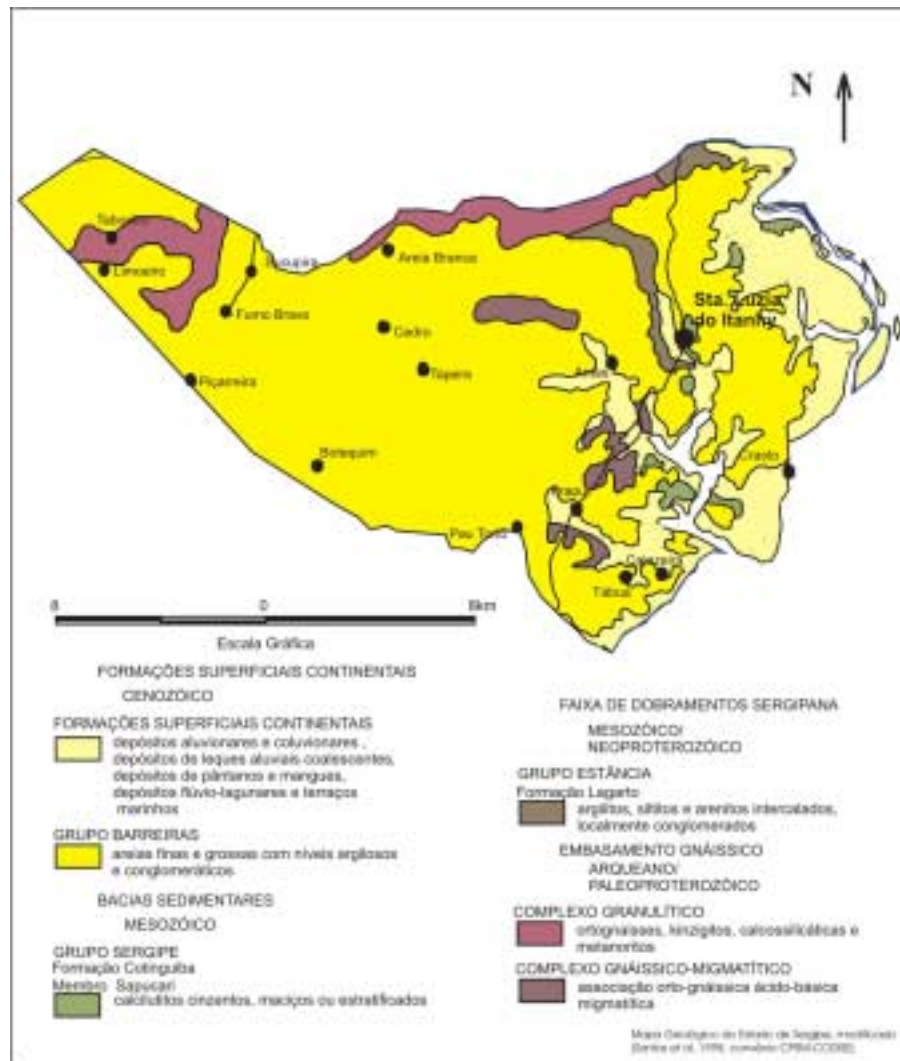 N
Areia Branca
Limoeiro
Fumo Bravo
Sta. Luzia
do Itanhy
Cedro
Tapera
Piçarreira
Botequim
Crasto
8
0
8km
Escala Gráfica
FORMAÇÕES SUPERFICIAIS CONTINENTAIS
CENOZÓICO
FORMAÇÕES SUPERFICIAIS CONTINENTAIS
depósitos aluvionares e coluvionares ,
depósitos de leques aluviais coalescentes,
depósitos de pântanos e mangues,
depósitos flúvio-lagunares e terraços
marinhos
GRUPO BARREIRAS
areias finas e grossas com níveis argilosos
e conglomeráticos.
BACIAS SEDIMENTARES
MESOZÓICO
GRUPO SERGIPE
Formação Cotinguiba
Membro Sapucari
calcilutitos cinzentos, maciços ou estratificados
FAIXA DE DOBRAMENTOS SERGIPANA
MESOZÓICO/
NEOPROTEROZÓICO
GRUPO ESTÂNCIA
Formação Lagarto
argilitos, siltitos e arenitos intercalados,
localmente conglomerados
EMBASAMENTO GNÁISSICO
ARQUEANO/
PALEOPROTEROZÓICO
COMPLEXO GRANULÍTICO
ortognaisses, kinzigitos, calcossilicáticas e
metanoritos
COMPLEXO GNÁISSICO-MIGMATÍTICO
associação orto-gnáissica ácido-básica
migmatítica
Mapa Geológico do Estado de Sergipe, modificado